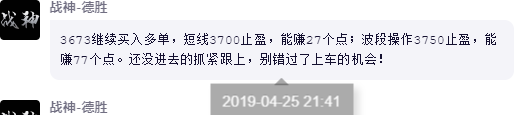 战神-德胜
战神
3673继续买入多单，短线3700止盈，能赚27个点；波段操作3750止盈，能
赚77个点。还没进去的抓紧跟上，别错过了上车的机会！
2019-04-25 21:41
战神-德胜